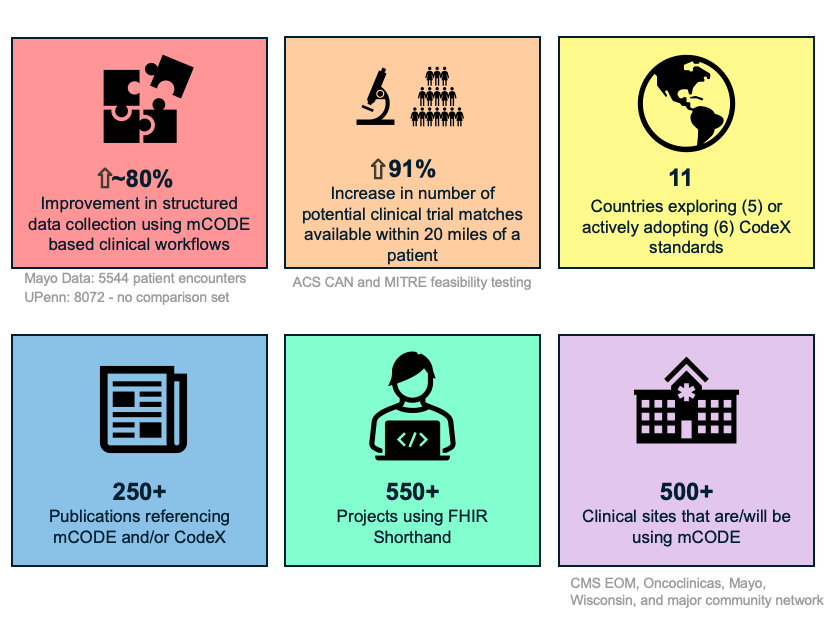 ⇧~80%
Improvement in structured
data collection using mCODE
based clinical workflows
Mayo Data: 5544 patient encounters
UPenn: 8072 - no comparison set
⇧91%
Increase in number of
potential clinical trial matches
available within 20 miles of a
patient
ACS CAN and MITRE feasibility testing
11
Countries exploring (5) or
actively adopting (6) CodeX
standards
250+
Publications referencing
mCODE and/or CodeX
</>
550+
Projects using FHIR
Shorthand
500+
Clinical sites that are/will be
using mCODE
CMS EOM, Oncoclinicas, Mayo,
Wisconsin, and major community network